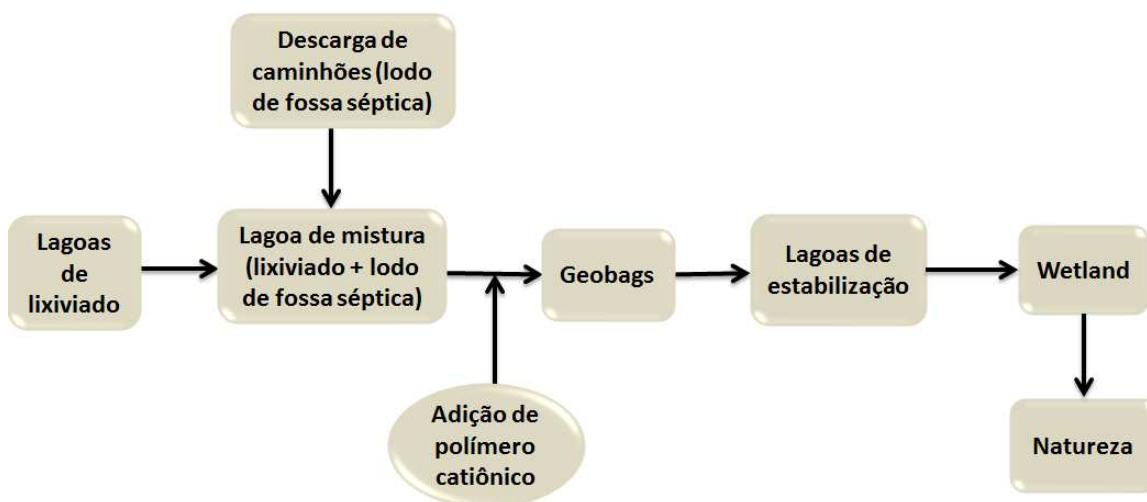 Descarga de
caminhões (lodo
de fossa séptica)
Lagoas
de
lixiviado
Lagoa de mistura
(lixiviado + lodo
de fossa séptica)
Geobags
Lagoas de
estabilização
Wetland
Adição de
polímero
catiônico
Natureza